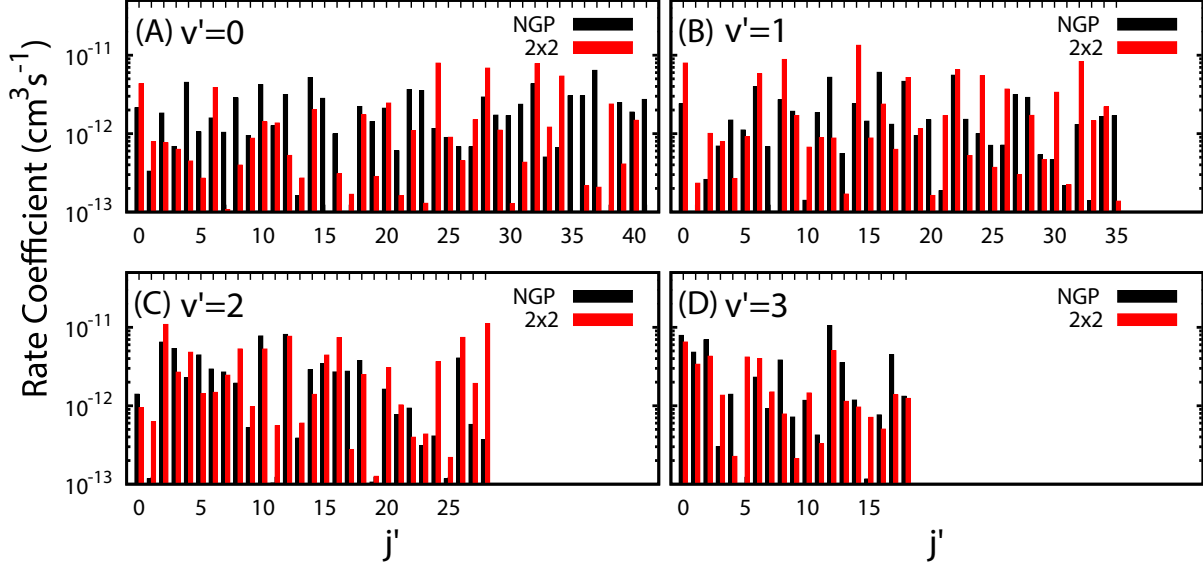 Rate Coefficient (cm³s⁻¹)
(A) v'=0
NGP
2x2
10⁻¹¹
10⁻¹²
10⁻¹³
0 5 10 15 20 25 30 35 40
(B) v'=1
NGP
2x2
0 5 10 15 20 25 30 35
(C) v'=2
NGP
2x2
10⁻¹¹
10⁻¹²
10⁻¹³
0 5 10 15 20 25
j'
(D) v'=3
NGP
2x2
0 5 10 15
j'